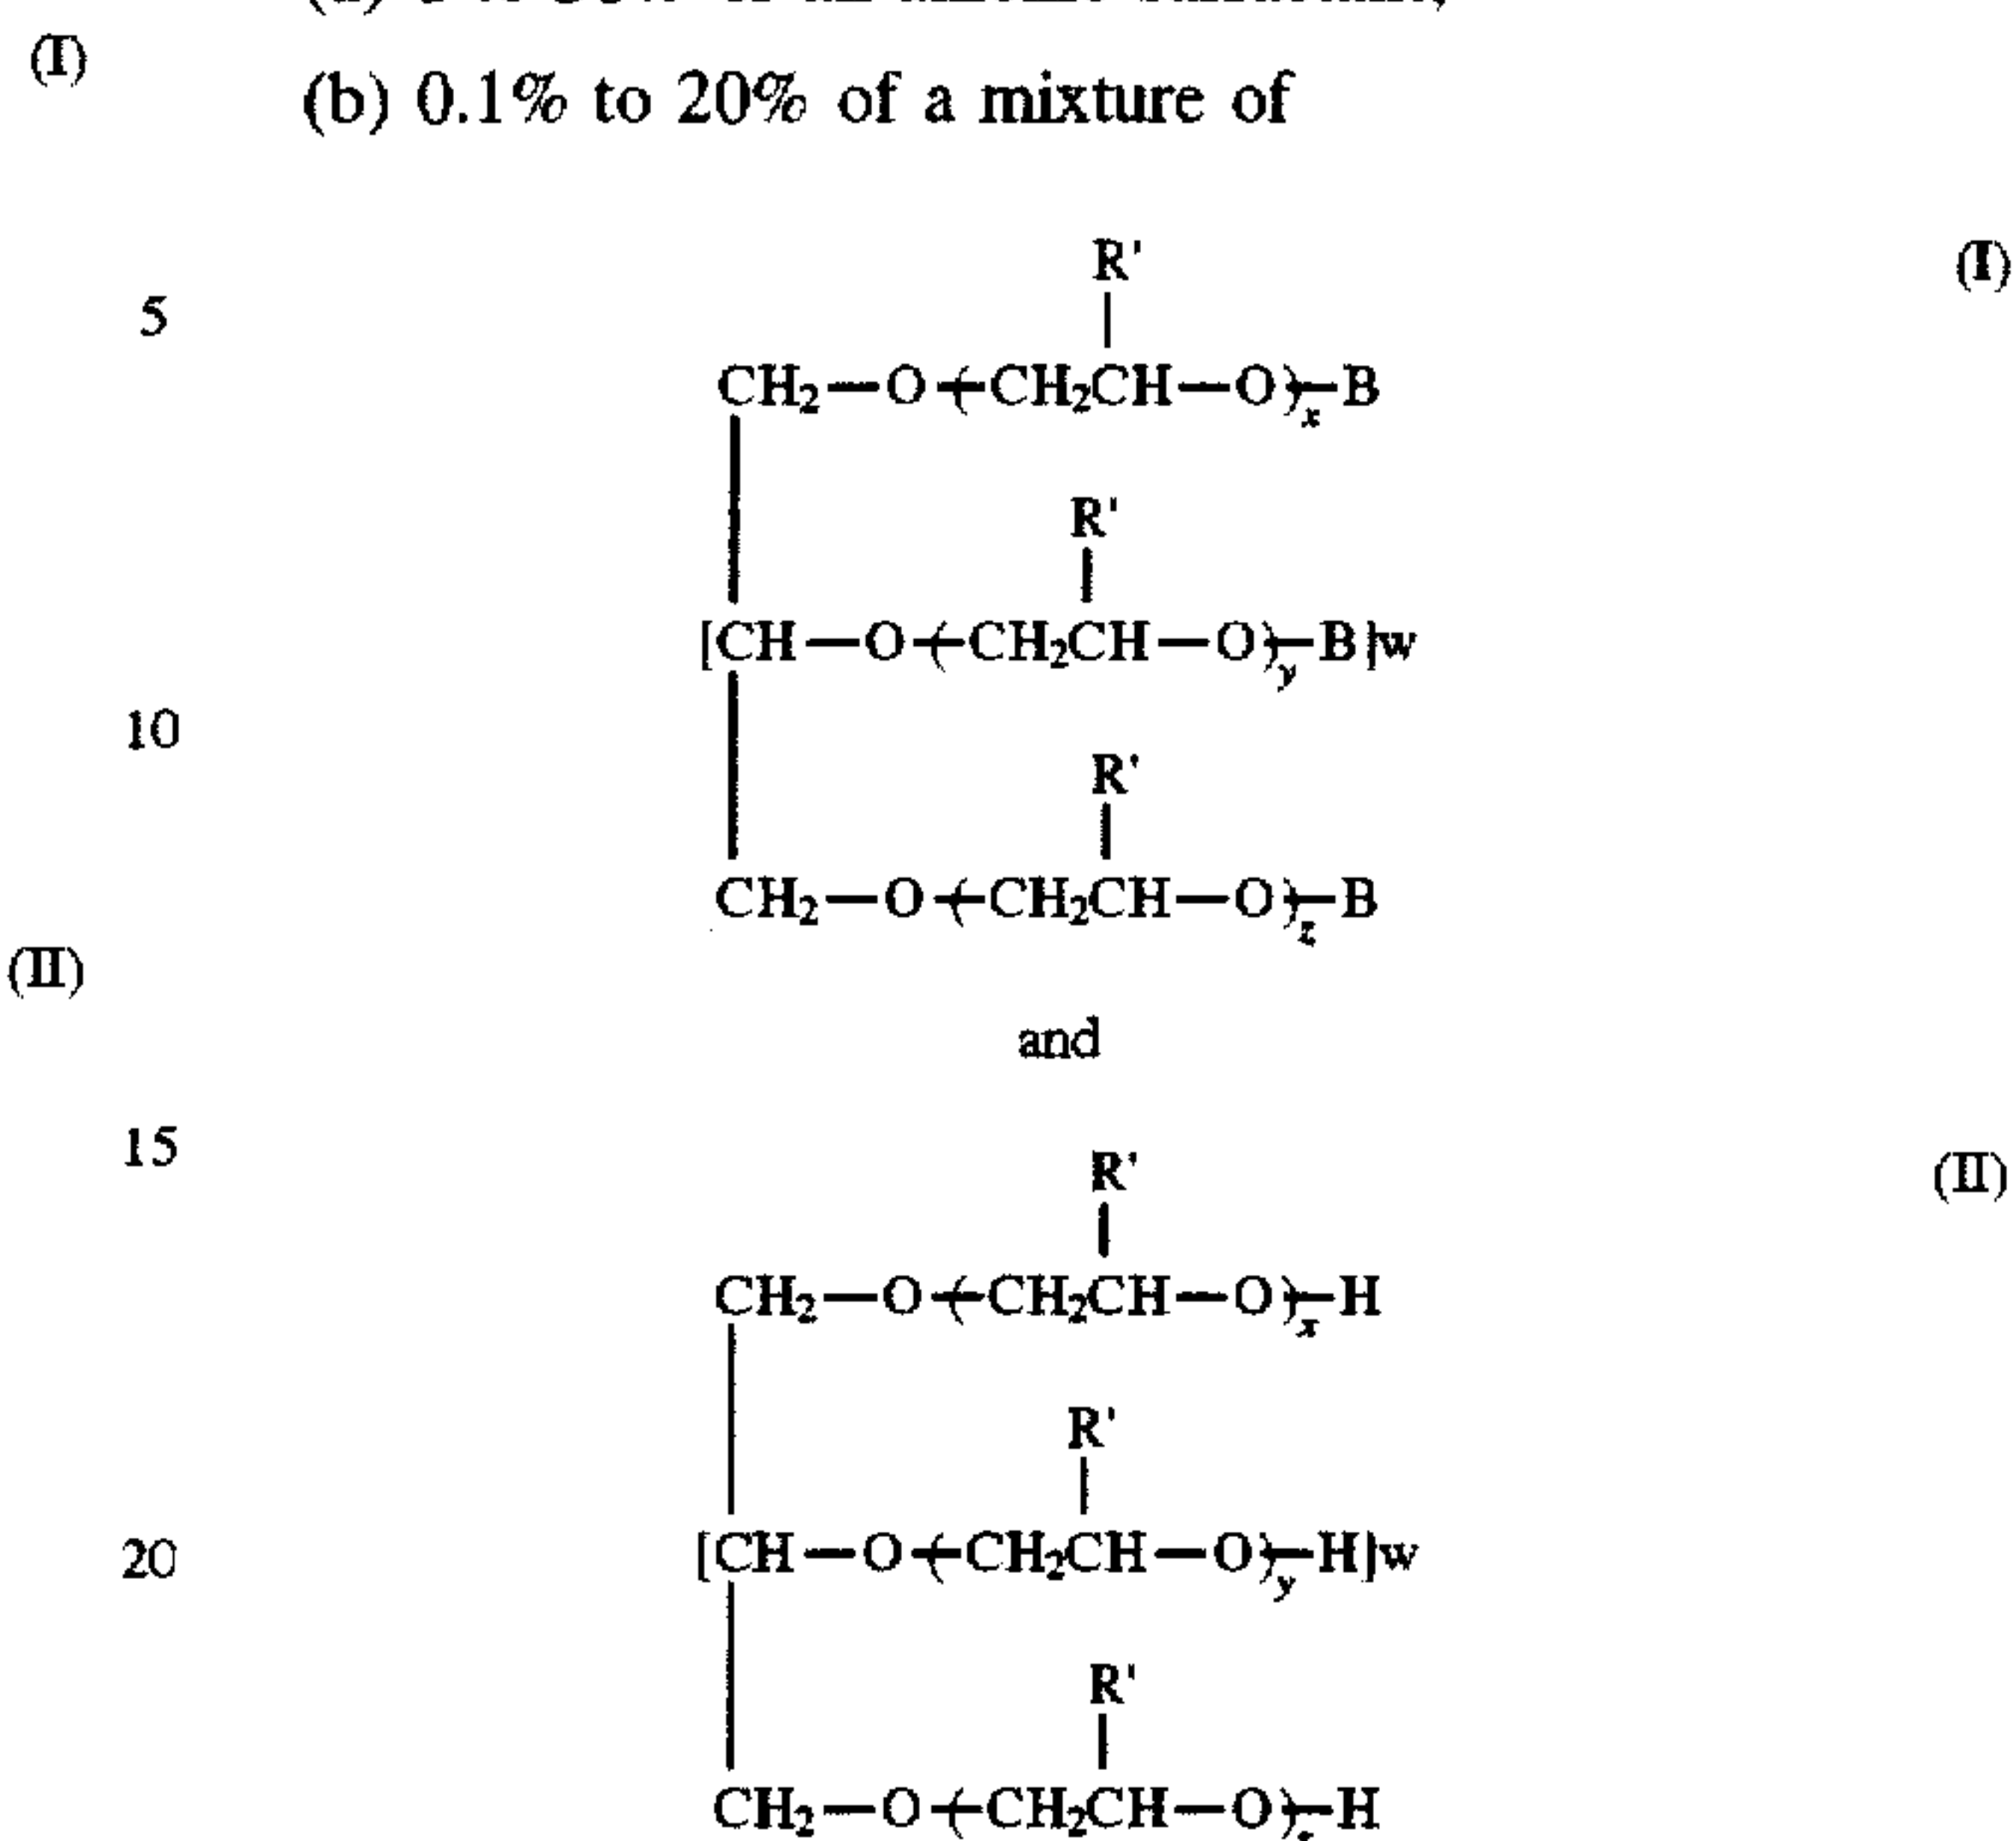 (I)
(b) 0.1% to 20% of a mixture of
R' (I)
5
CH₂—O—(CH₂CH—O)ₓ—B
R'
[CH—O—(CH₂CH—O)ᵧ—B]w
10
R'
CH₂—O—(CH₂CH—O)z—B
(II)
and
15
R' (II)
CH₂—O—(CH₂CH—O)ₓ—H
R'
20 [CH—O—(CH₂CH—O)ᵧ—H]w
R'
CH₂—O—(CH₂CH—O)—H